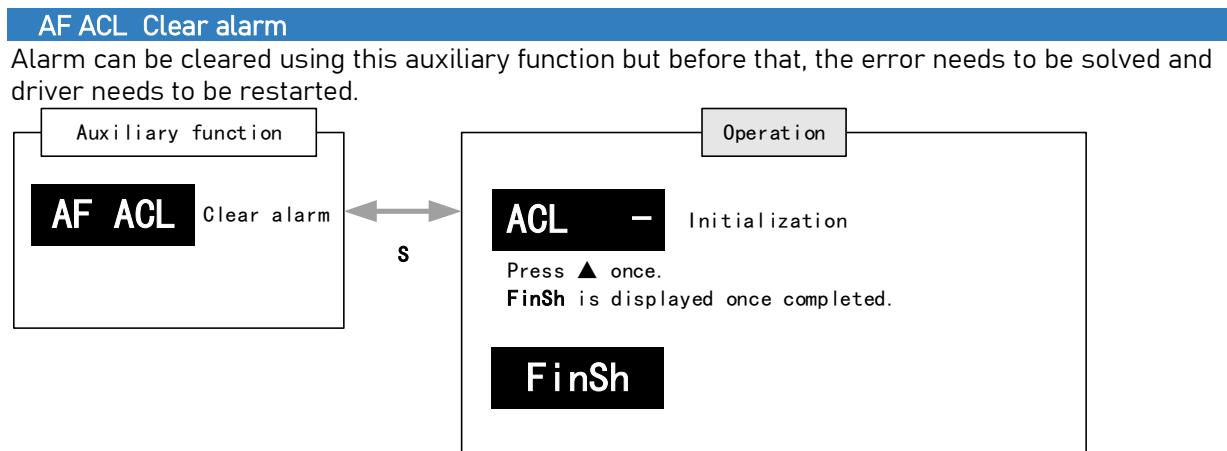 AF ACL Clear alarm
Alarm can be cleared using this auxiliary function but before that, the error needs to be solved and
driver needs to be restarted.
Auxiliary function
AF ACL Clear alarm
S
Operation
ACL – Initialization
Press ▲ once.
FinSh is displayed once completed.
FinSh